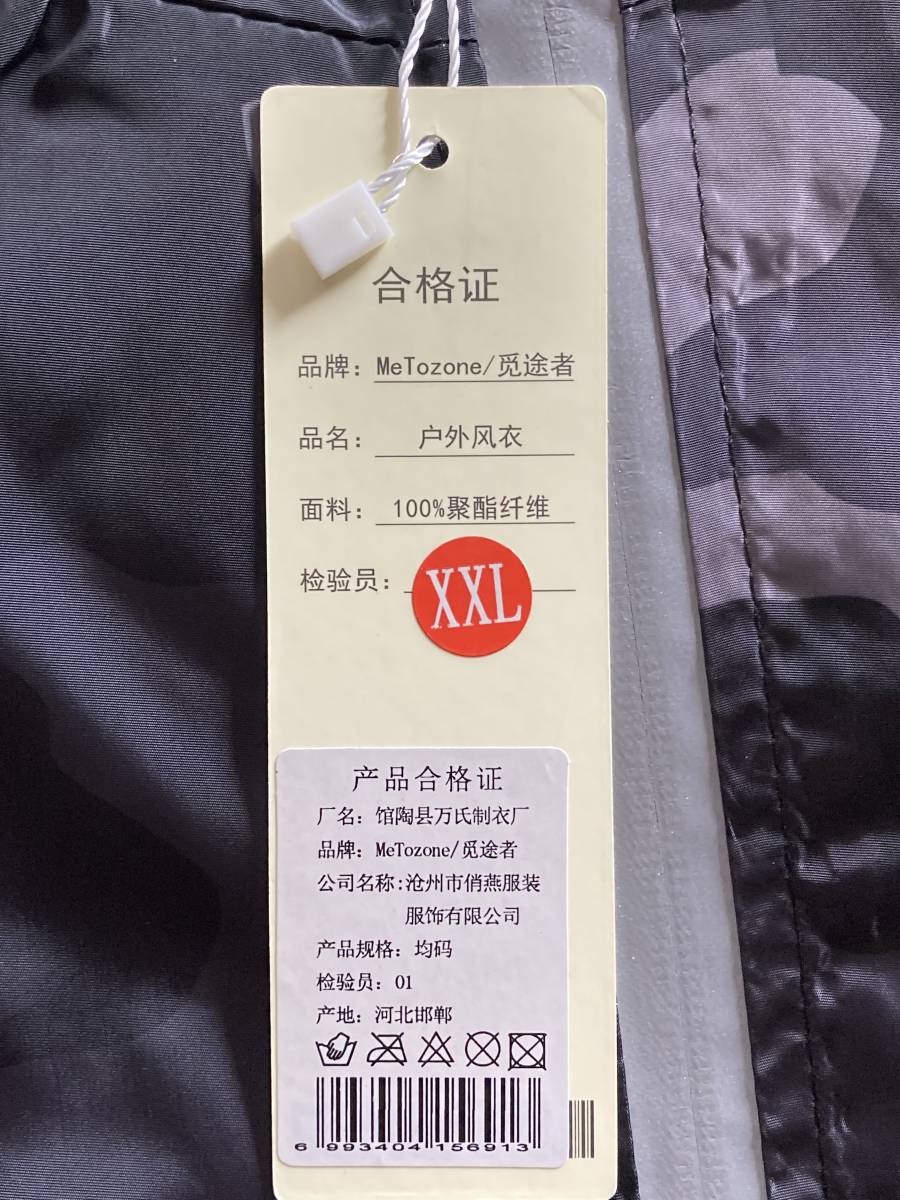 合格证
品牌：MeTozone/觅途者
品名：户外风衣
面料：100%聚酯纤维
检验员：
XXL
产品合格证
厂名：馆陶县万氏制衣厂
品牌：MeTozone/觅途者
公司名称:沧州市俏燕服装
服饰有限公司
产品规格：均码
检验员：01
产地：河北邯郸
6 993404 156913